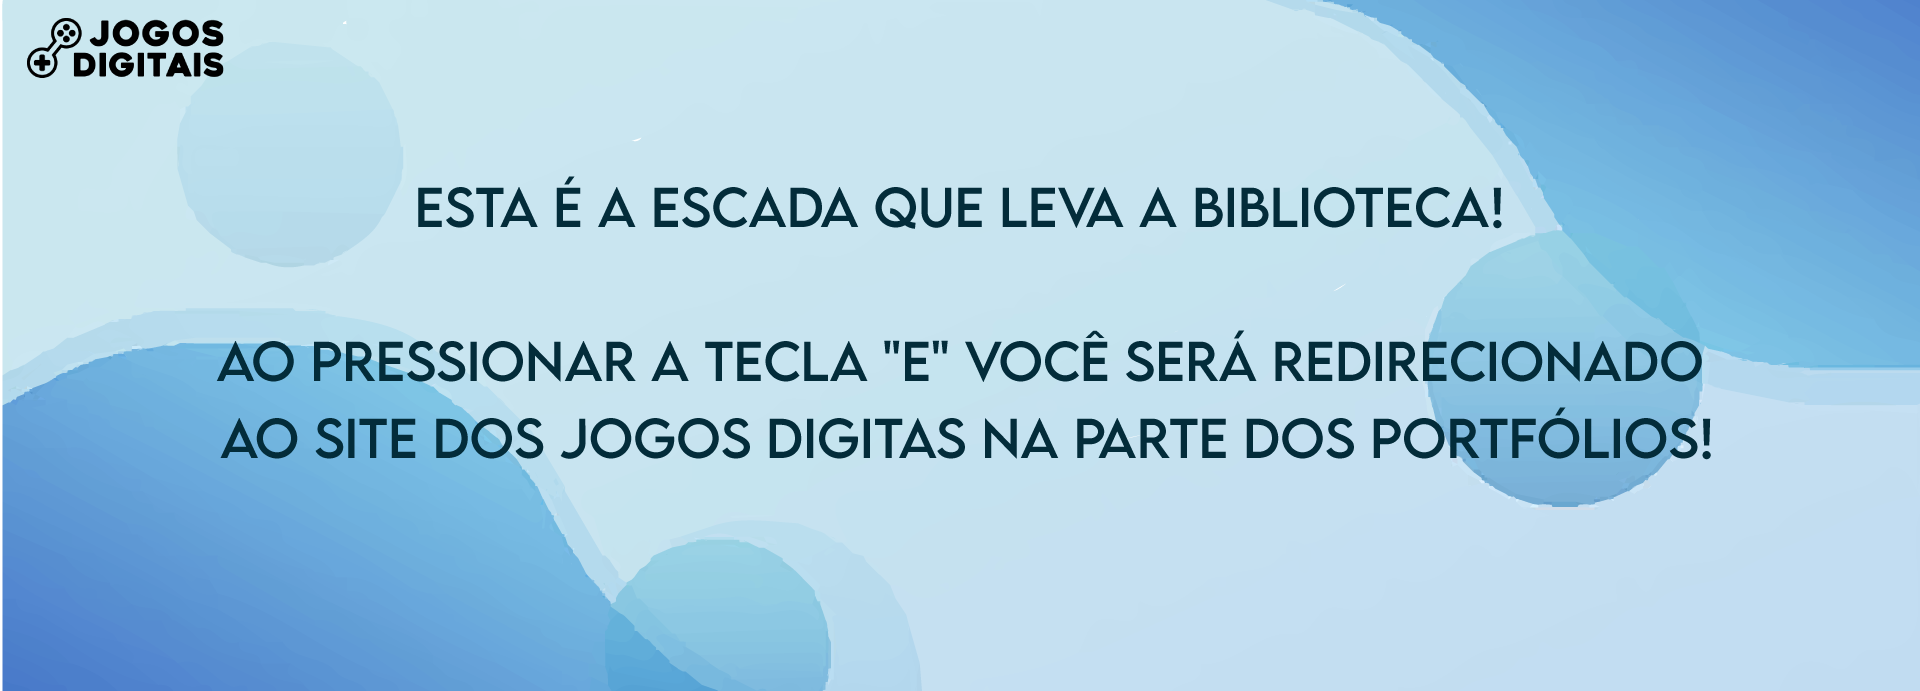 JOGOS
DIGITAIS
ESTA É A ESCADA QUE LEVA A BIBLIOTECA!
AO PRESSIONAR A TECLA "E" VOCÊ SERÁ REDIRECIONADO
AO SITE DOS JOGOS DIGITAS NA PARTE DOS PORTFÓLIOS!